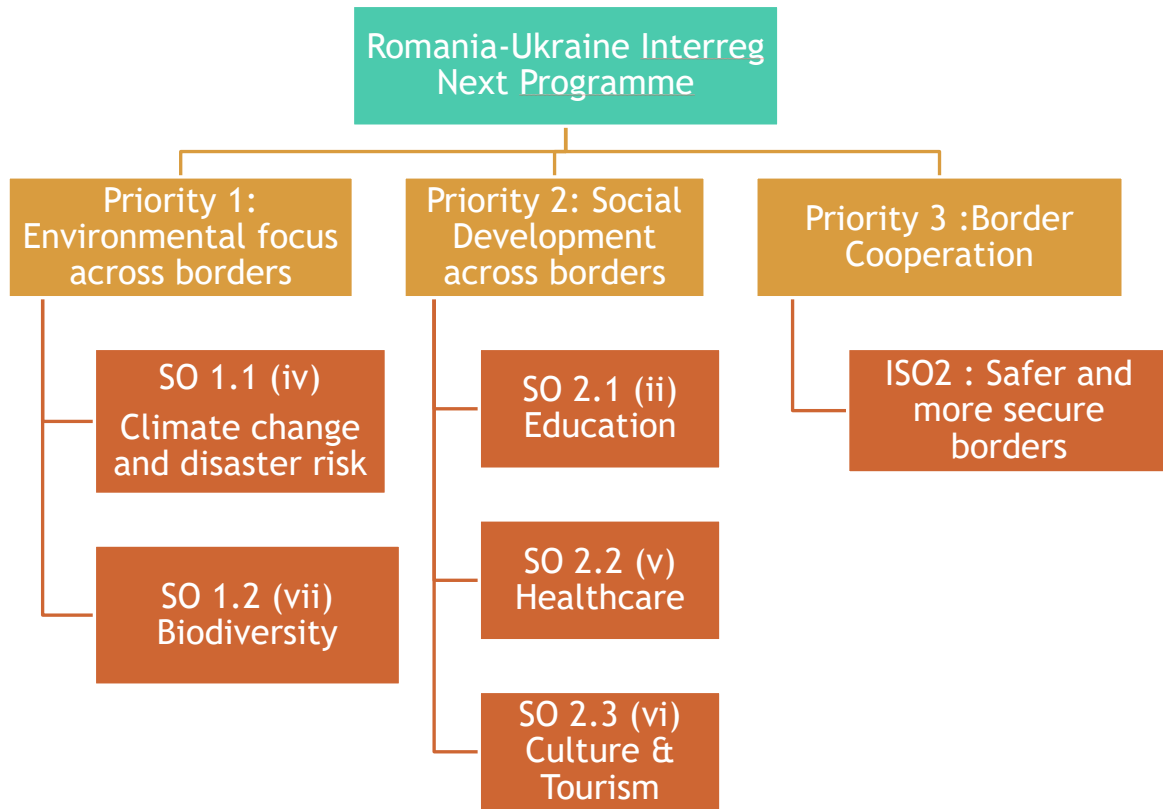 Romania-Ukraine Interreg
Next Programme
Priority 1:
Environmental focus
across borders
SO 1.1 (iv)
Climate change
and disaster risk
SO 1.2 (vii)
Biodiversity
Priority 2: Social
Development
across borders
SO 2.1 (ii)
Education
SO 2.2 (v)
Healthcare
SO 2.3 (vi)
Culture &
Tourism
Priority 3 :Border
Cooperation
ISO2 : Safer and
more secure
borders